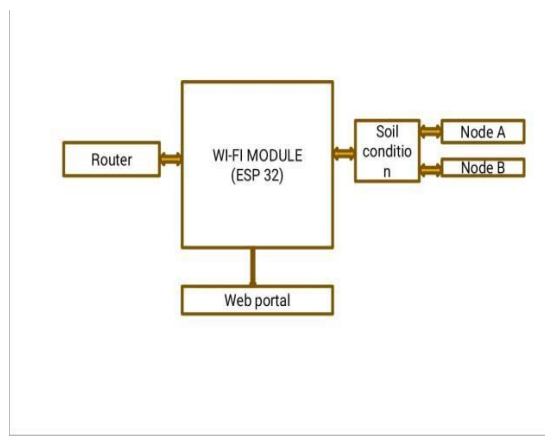 Router
WI-FI MODULE
(ESP 32)
Soil
conditio
n
Node A
Node B
Web portal